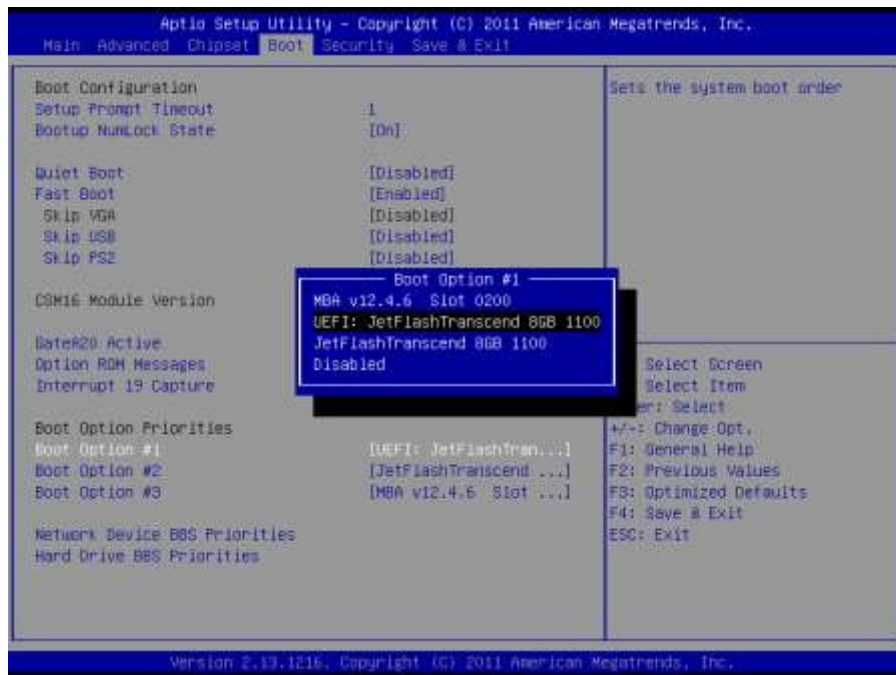 Aptio Setup Utility - Copyright (C) 2011 American Megatrends, Inc.
Main Advanced Chipset Boot Security Save & Exit
Boot Configuration
Setup Prompt Timeout 1
Bootup NumLock State [On]
Quiet Boot [Disabled]
Fast Boot [Enabled]
Skip VGA [Disabled]
Skip USB [Disabled]
Skip PS2 [Disabled]
CSM16 Module Version
GateA20 Active
Option ROM Messages
Interrupt 19 Capture
Boot Option Priorities
Boot Option #1 [UEFI: JetFlashTran...]
Boot Option #2 [JetFlashTranscend ...]
Boot Option #3 [MBA v12.4.6 Slot ...]
Network Device BBS Priorities
Hard Drive BBS Priorities
Boot Option #1
MBA v12.4.6 Slot 0200
UEFI: JetFlashTranscend 8GB 1100
JetFlashTranscend 8GB 1100
Disabled
Sets the system boot order
Select Screen
Select Item
er: Select
+/-: Change Opt.
F1: General Help
F2: Previous Values
F3: Optimized Defaults
F4: Save & Exit
ESC: Exit
Version 2.13.1216. Copyright (C) 2011 American Megatrends, Inc.